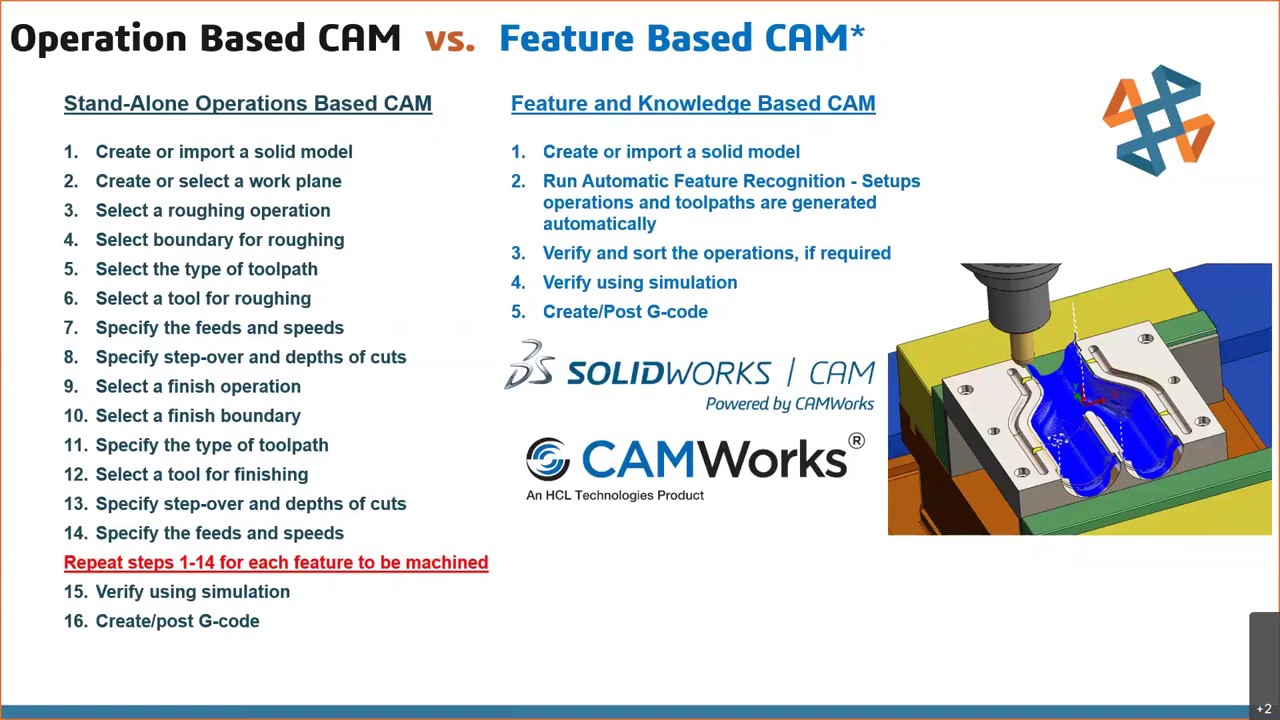 Operation Based CAM vs. Feature Based CAM*
Stand-Alone Operations Based CAM
1. Create or import a solid model
2. Create or select a work plane
3. Select a roughing operation
4. Select boundary for roughing
5. Select the type of toolpath
6. Select a tool for roughing
7. Specify the feeds and speeds
8. Specify step-over and depths of cuts
9. Select a finish operation
10. Select a finish boundary
11. Specify the type of toolpath
12. Select a tool for finishing
13. Specify step-over and depths of cuts
14. Specify the feeds and speeds
Repeat steps 1-14 for each feature to be machined
15. Verify using simulation
16. Create/post G-code
Feature and Knowledge Based CAM
1. Create or import a solid model
2. Run Automatic Feature Recognition - Setups
operations and toolpaths are generated
automatically
3. Verify and sort the operations, if required
4. Verify using simulation
5. Create/Post G-code
SOLIDWORKS | CAM
Powered by CAMWorks
CAMWorks®
An HCL Technologies Product
+2